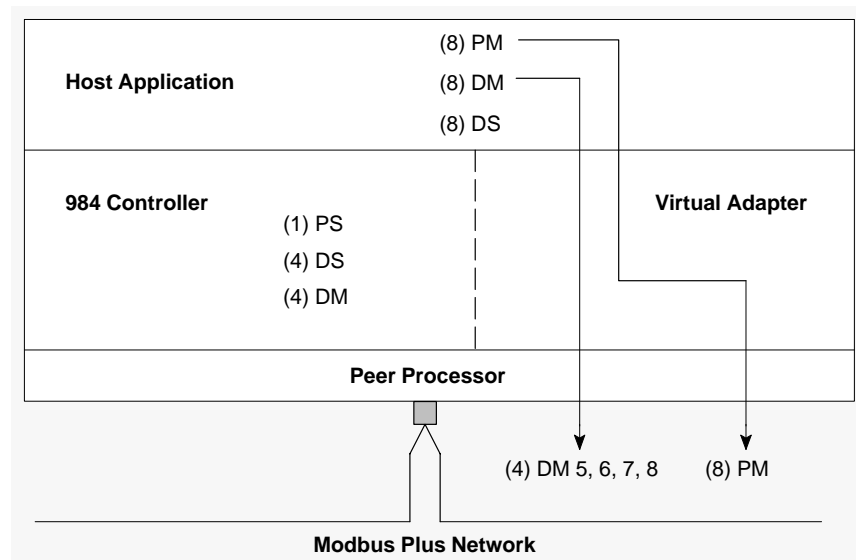 (8) PM
Host Application
(8) DM
(8) DS
984 Controller
Virtual Adapter
(1) PS
(4) DS
(4) DM
Peer Processor
(4) DM 5, 6, 7, 8
(8) PM
Modbus Plus Network